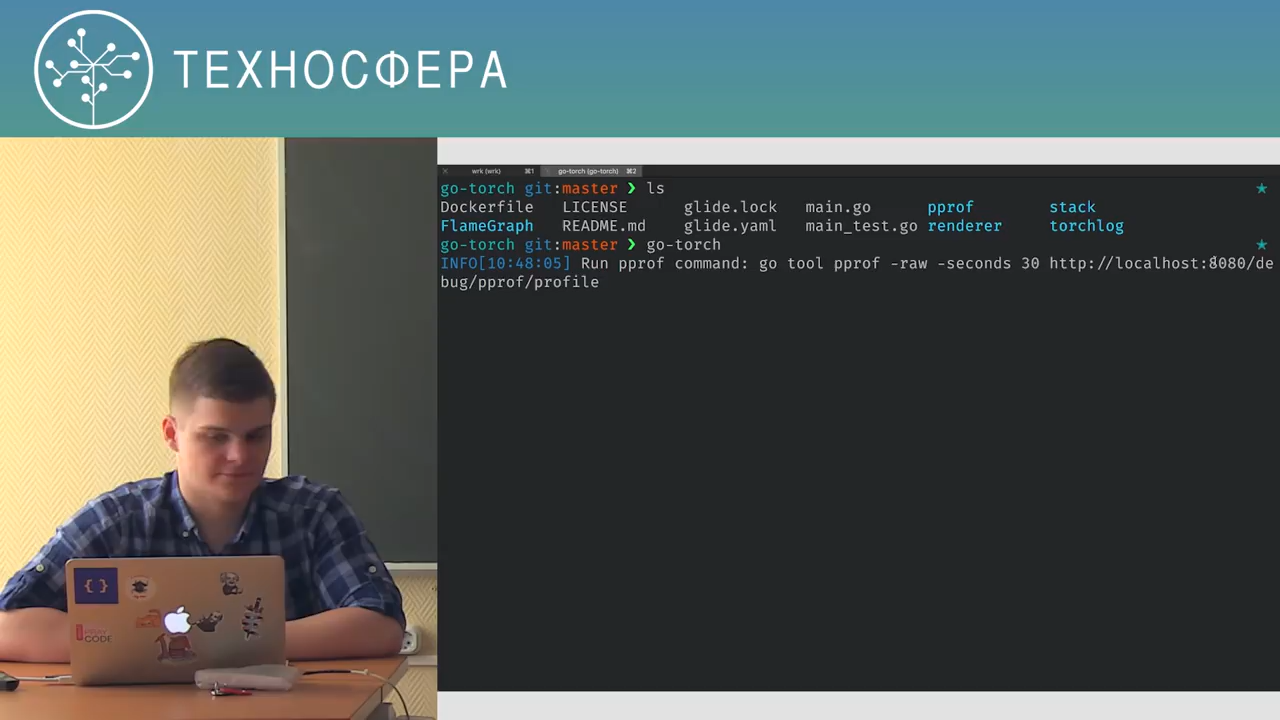 ТЕХНОСФЕРА
wrk (wrk) ⌘1 go-torch (go-torch) ⌘2
go-torch git:master ❯ ls ★
Dockerfile LICENSE glide.lock main.go pprof stack
FlameGraph README.md glide.yaml main_test.go renderer torchlog
go-torch git:master ❯ go-torch ★
INFO[10:48:05] Run pprof command: go tool pprof -raw -seconds 30 http://localhost:8080/de
bug/pprof/profile
{ }
CODE